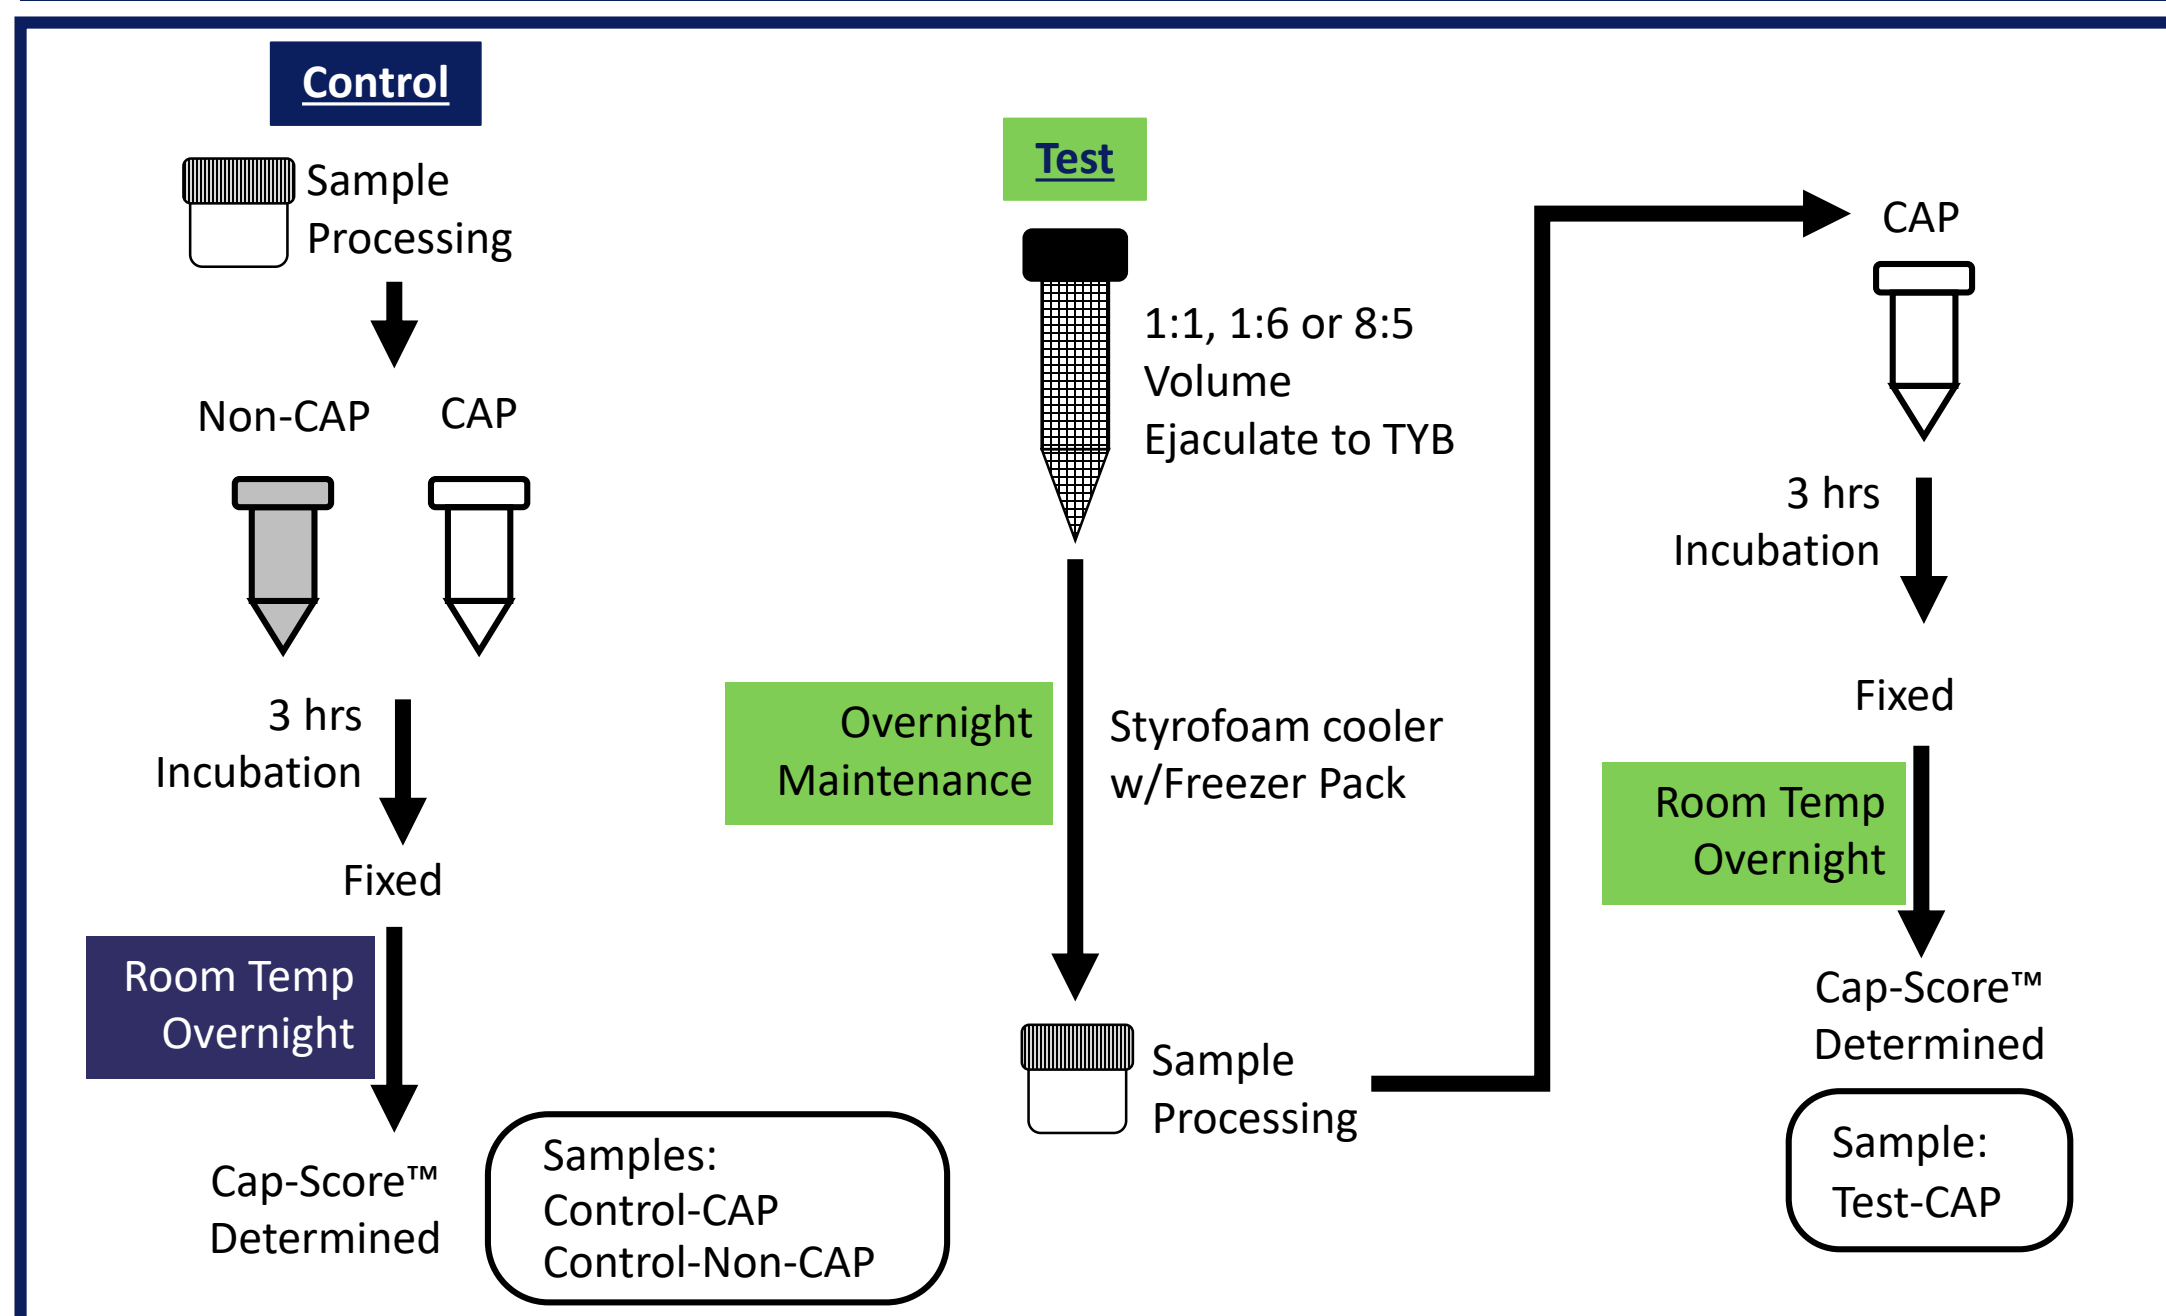 Control
Sample
Processing
Non-CAP
CAP
3 hrs
Incubation
Fixed
Room Temp
Overnight
Cap-Score™
Determined
Samples:
Control-CAP
Control-Non-CAP
Test
1:1, 1:6 or 8:5
Volume
Ejaculate to TYB
Overnight
Maintenance
Styrofoam cooler
w/Freezer Pack
Sample
Processing
CAP
3 hrs
Incubation
Fixed
Room Temp
Overnight
Cap-Score™
Determined
Sample:
Test-CAP